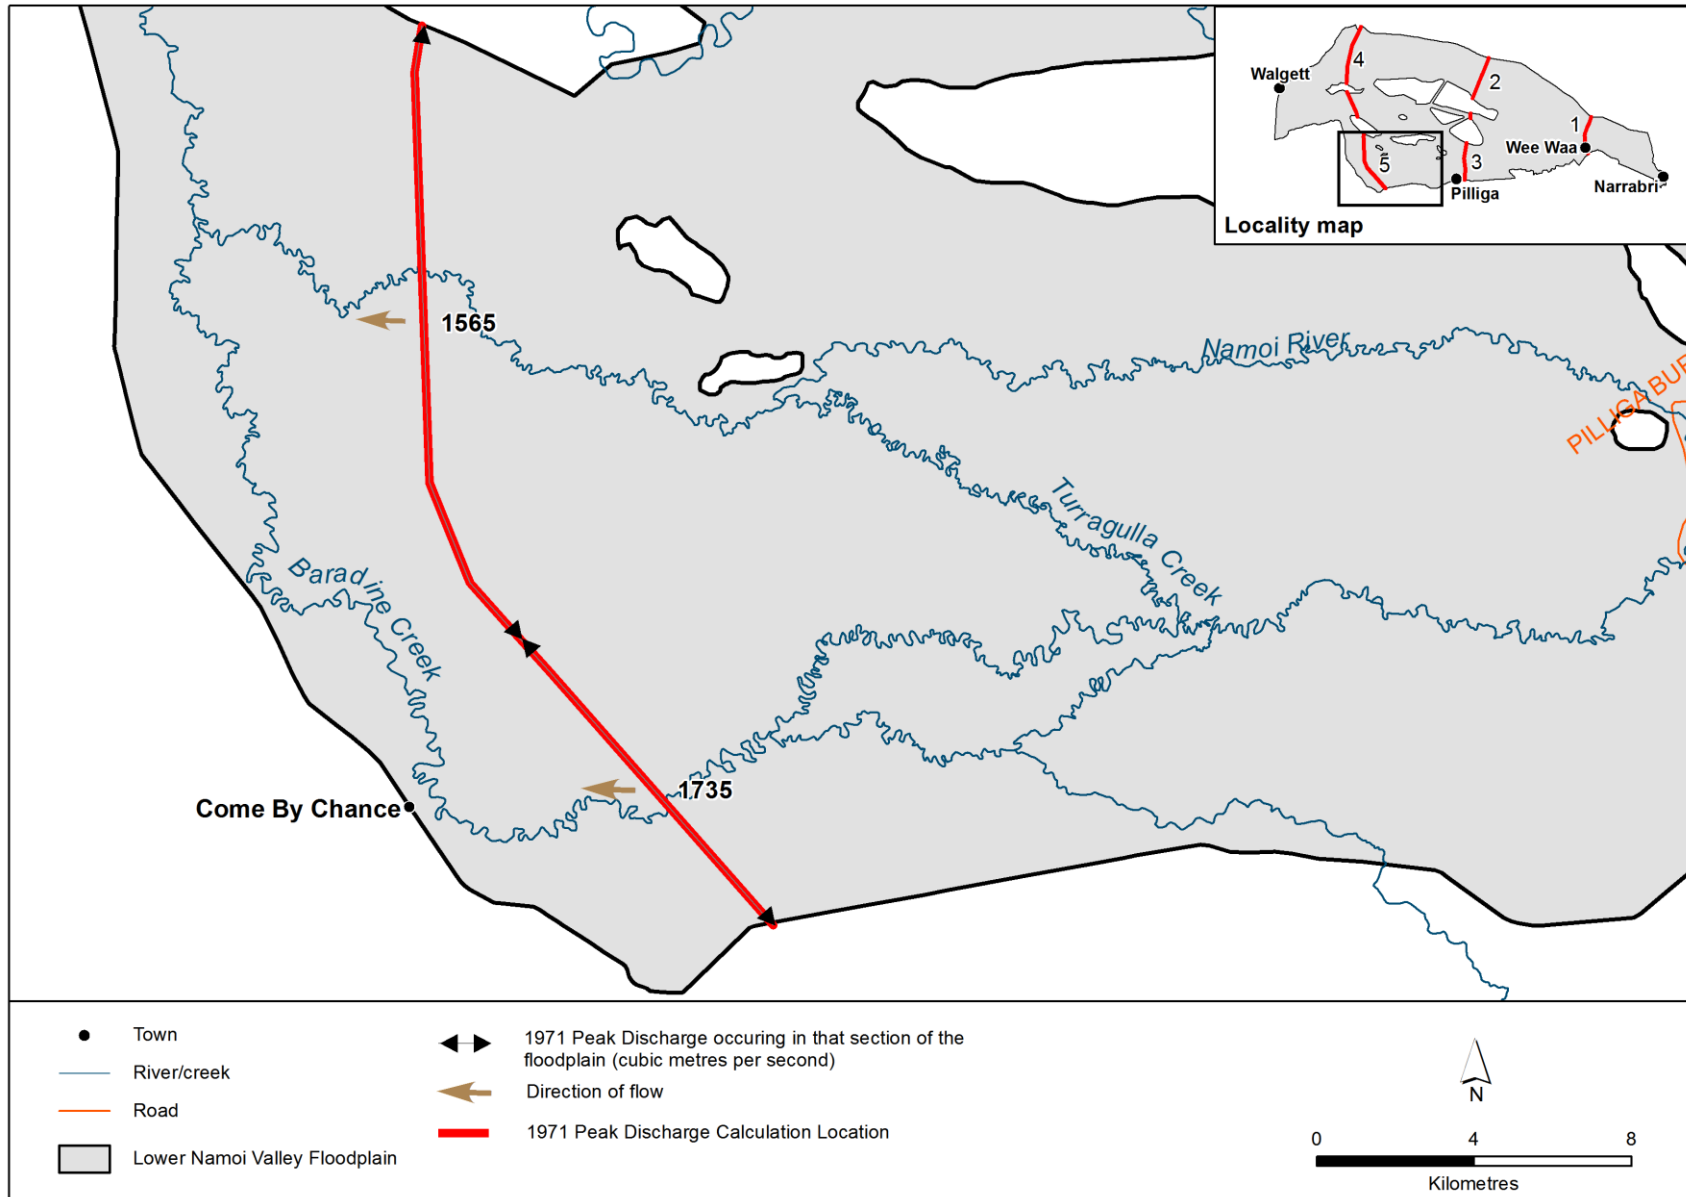 4
2
Walgett
1
Wee Waa
5
3
Pilliga
Narrabri
Locality map
1565
Namoi River
PILLIGA
Turragulla Creek
Baradine Creek
1735
Come By Chance
Town
River/creek
Road
Lower Namoi Valley Floodplain
1971 Peak Discharge occuring in that section of the
floodplain (cubic metres per second)
Direction of flow
1971 Peak Discharge Calculation Location
N
0 4 8
Kilometres